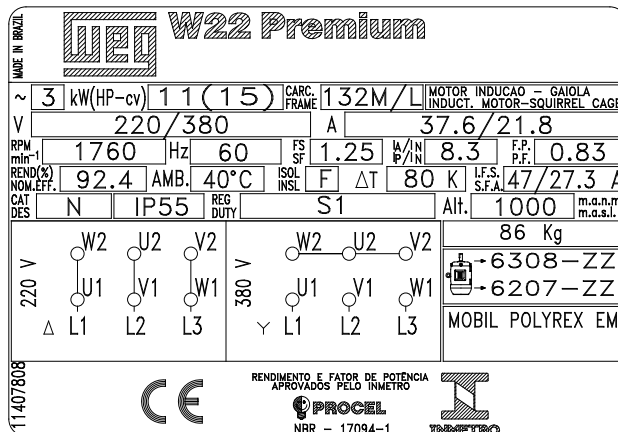 MADE IN BRAZIL
WEG W22 Premium
~ 3 kW(HP-cv) 11(15) CARC. FRAME 132M/L MOTOR INDUCAO - GAIOLA
INDUCT. MOTOR-SQUIRREL CAGE
V 220/380 A 37.6/21.8
RPM min-1 1760 Hz 60 FS SF 1.25 IA/IN IP/IN 8.3 F.P. P.F. 0.83
REND(%) NOM.EFF. 92.4 AMB. 40°C ISOL INSL F ΔT 80 K I.F.S. S.F.A. 47/27.3 A
CAT DES N IP55 REG DUTY S1 Alt. 1000 m.a.n.m m.a.s.l.
86 Kg
220 V
W2 U2 V2
U1 V1 W1
Δ L1 L2 L3
380 V
W2 U2 V2
U1 V1 W1
Y L1 L2 L3
6308-ZZ
6207-ZZ
MOBIL POLYREX EM
11407808
CE
RENDIMENTO E FATOR DE POTÊNCIA
APROVADOS PELO INMETRO
PROCEL
NBR - 17094-1
INMETRO